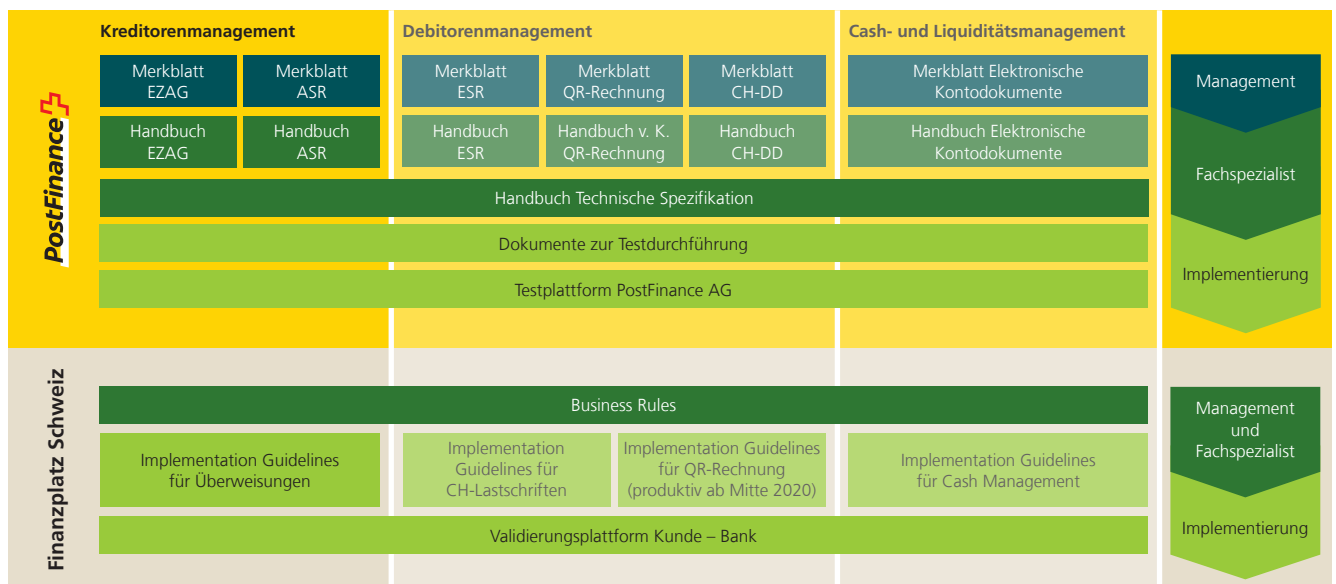 Kreditorenmanagement
Debitorenmanagement
Cash- und Liquiditätsmanagement
PostFinance
Merkblatt
EZAG
Merkblatt
ASR
Merkblatt
ESR
Merkblatt
QR-Rechnung
Merkblatt
CH-DD
Merkblatt Elektronische
Kontodokumente
Management
Handbuch
EZAG
Handbuch
ASR
Handbuch
ESR
Handbuch v. K.
QR-Rechnung
Handbuch
CH-DD
Handbuch Elektronische
Kontodokumente
Fachspezialist
Handbuch Technische Spezifikation
Dokumente zur Testdurchführung
Testplattform PostFinance AG
Implementierung
Finanzplatz Schweiz
Business Rules
Management
und
Fachspezialist
Implementation Guidelines
für Überweisungen
Implementation
Guidelines für
CH-Lastschriften
Implementation Guidelines
für QR-Rechnung
(produktiv ab Mitte 2020)
Implementation Guidelines
für Cash Management
Validierungsplattform Kunde – Bank
Implementierung